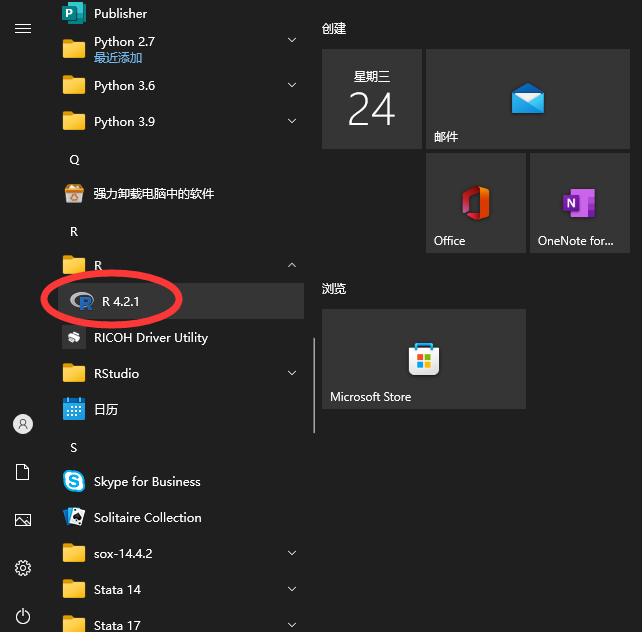 Publisher
Python 2.7
最近添加
Python 3.6
Python 3.9
Q
强力卸载电脑中的软件
R
R
R 4.2.1
RICOH Driver Utility
RStudio
日历
S
Skype for Business
Solitaire Collection
sox-14.4.2
Stata 14
Stata 17
创建
星期三
24
邮件
Office
OneNote for...
浏览
Microsoft Store